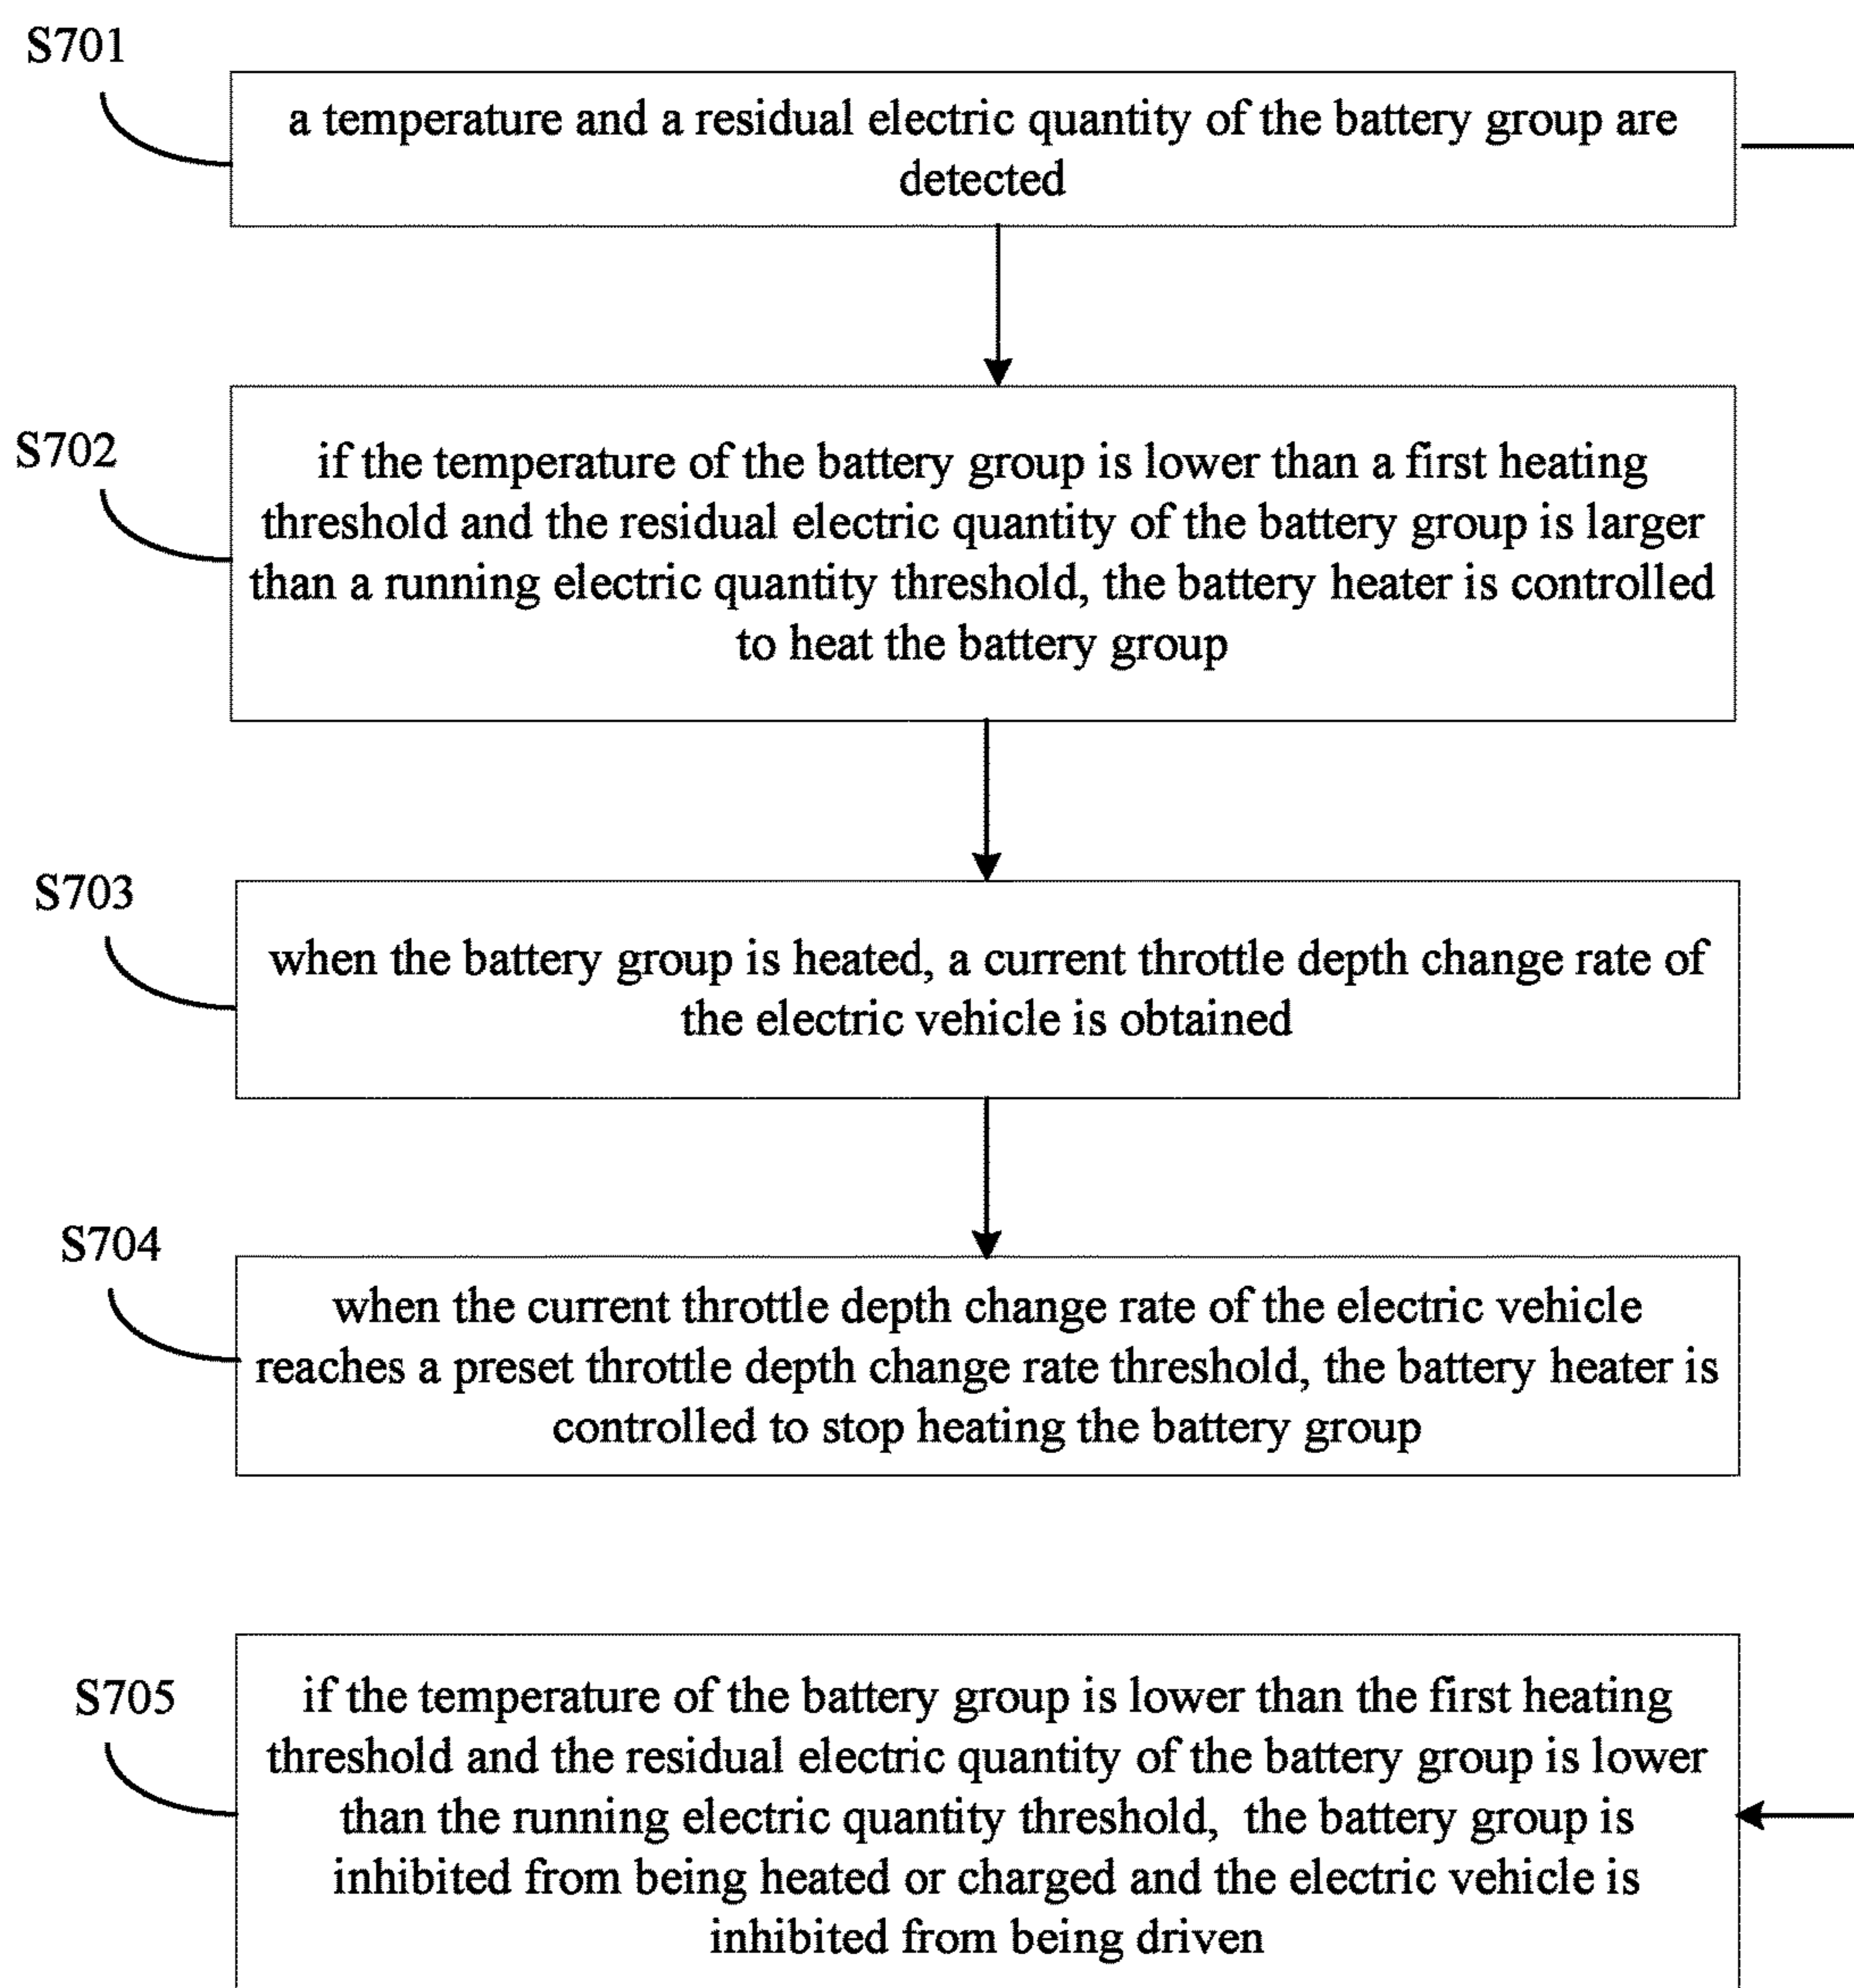 S701
a temperature and a residual electric quantity of the battery group are
detected
S702
if the temperature of the battery group is lower than a first heating
threshold and the residual electric quantity of the battery group is larger
than a running electric quantity threshold, the battery heater is controlled
to heat the battery group
S703
when the battery group is heated, a current throttle depth change rate of
the electric vehicle is obtained
S704
when the current throttle depth change rate of the electric vehicle
reaches a preset throttle depth change rate threshold, the battery heater is
controlled to stop heating the battery group
S705
if the temperature of the battery group is lower than the first heating
threshold and the residual electric quantity of the battery group is lower
than the running electric quantity threshold, the battery group is
inhibited from being heated or charged and the electric vehicle is
inhibited from being driven